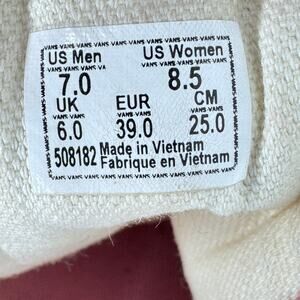 US Men US Women
7.0 8.5
UK EUR CM
6.0 39.0 25.0
508182 Made in Vietnam
Fabrique en Vietnam